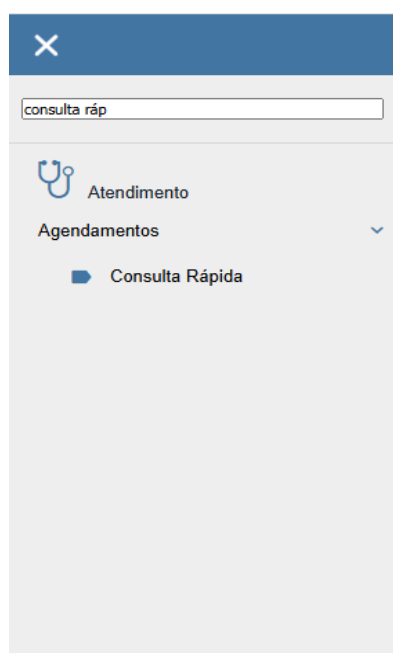 consulta ráp
Atendimento
Agendamentos
Consulta Rápida